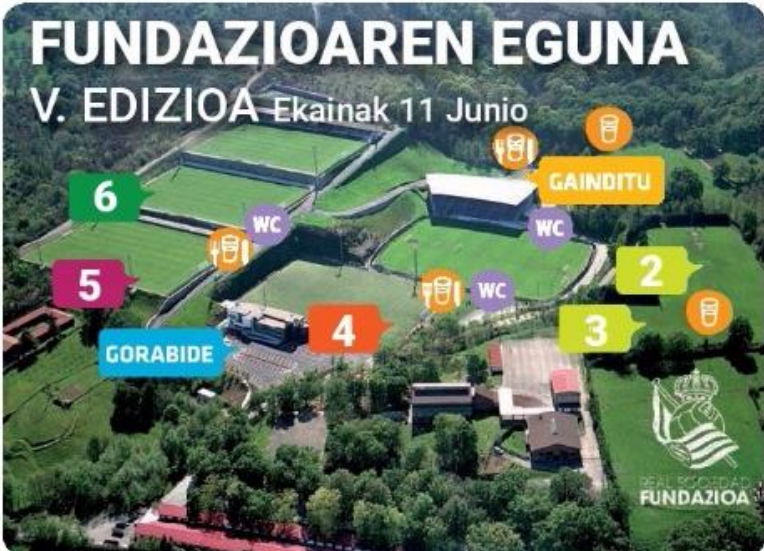 FUNDAZIOAREN EGUNA
V. EDIZIOA Ekainak 11 Junio
GAINDITU
6
WC
WC
2
5
WC
3
4
GORABIDE
REAL SOCIEDAD
FUNDAZIOA